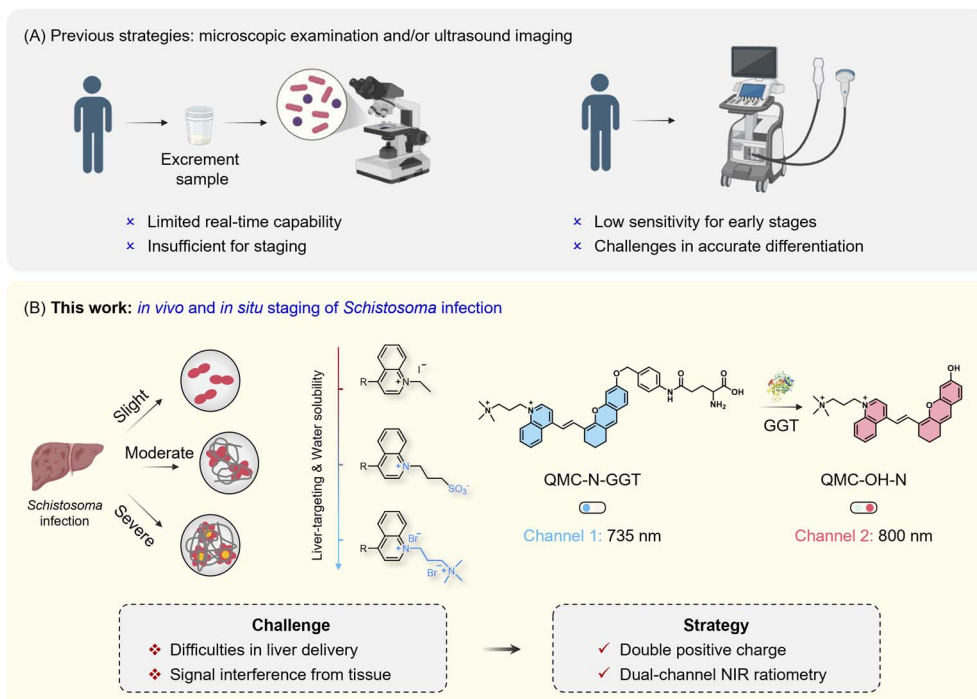 (A) Previous strategies: microscopic examination and/or ultrasound imaging
Excrement
sample
× Limited real-time capability
× Insufficient for staging
× Low sensitivity for early stages
× Challenges in accurate differentiation
(B) This work: in vivo and in situ staging of Schistosoma infection
Schistosoma
infection
Slight
Moderate
Severe
Liver-targeting & Water solubility
R
N
+
I⁻
R
+N
SO₃⁻
R
+N
Br⁻
Br⁻
+N
N
+
N
+
O
O
O
N
H
OH
NH₂
O
QMC-N-GGT
Channel 1: 735 nm
GGT
N
+
N
+
O
OH
QMC-OH-N
Channel 2: 800 nm
Challenge
❖ Difficulties in liver delivery
❖ Signal interference from tissue
Strategy
✓ Double positive charge
✓ Dual-channel NIR ratiometry